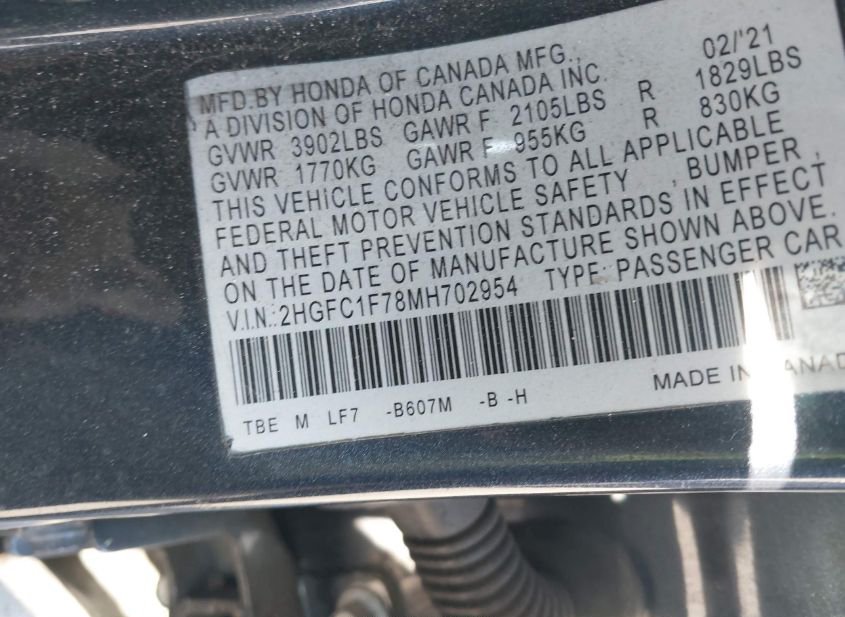 MFD.BY HONDA OF CANADA MFG., 02/'21
A DIVISION OF HONDA CANADA INC.
GVWR 3902LBS GAWR F 2105LBS R 1829LBS
GVWR 1770KG GAWR F 955KG R 830KG
THIS VEHICLE CONFORMS TO ALL APPLICABLE
FEDERAL MOTOR VEHICLE SAFETY , BUMPER ,
AND THEFT PREVENTION STANDARDS IN EFFECT
ON THE DATE OF MANUFACTURE SHOWN ABOVE.
V.I.N.:2HGFC1F78MH702954 TYPE:PASSENGER CAR
TBE M LF7 -B607M -B -H MADE IN